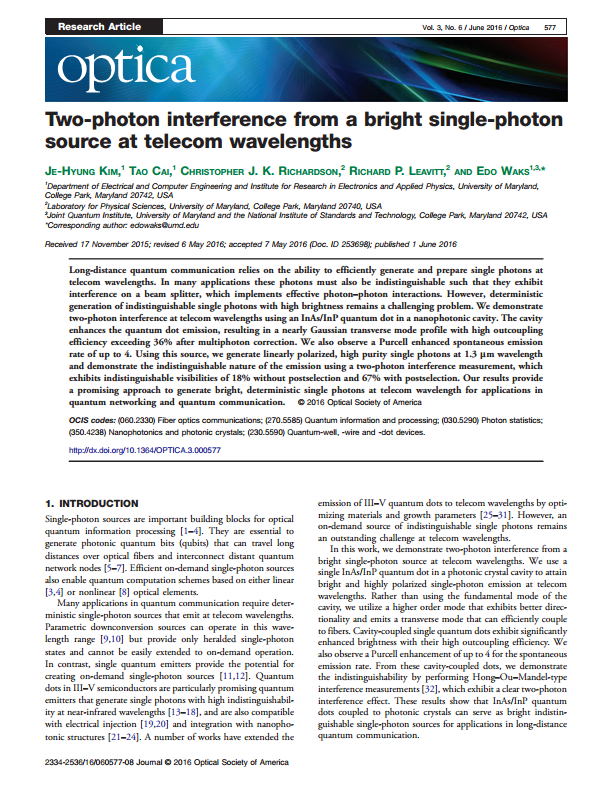 Research Article
Vol. 3, No. 6 / June 2016 / Optica 577
optica
Two-photon interference from a bright single-photon
source at telecom wavelengths
JE-HYUNG KIM,¹ TAO CAI,¹ CHRISTOPHER J. K. RICHARDSON,² RICHARD P. LEAVITT,² AND EDO WAKS¹,³,*
¹Department of Electrical and Computer Engineering and Institute for Research in Electronics and Applied Physics, University of Maryland,
College Park, Maryland 20742, USA
²Laboratory for Physical Sciences, University of Maryland, College Park, Maryland 20740, USA
³Joint Quantum Institute, University of Maryland and the National Institute of Standards and Technology, College Park, Maryland 20742, USA
*Corresponding author: edowaks@umd.edu
Received 17 November 2015; revised 6 May 2016; accepted 7 May 2016 (Doc. ID 253698); published 1 June 2016
Long-distance quantum communication relies on the ability to efficiently generate and prepare single photons at
telecom wavelengths. In many applications these photons must also be indistinguishable such that they exhibit
interference on a beam splitter, which implements effective photon–photon interactions. However, deterministic
generation of indistinguishable single photons with high brightness remains a challenging problem. We demonstrate
two-photon interference at telecom wavelengths using an InAs/InP quantum dot in a nanophotonic cavity. The cavity
enhances the quantum dot emission, resulting in a nearly Gaussian transverse mode profile with high outcoupling
efficiency exceeding 36% after multiphoton correction. We also observe a Purcell enhanced spontaneous emission
rate of up to 4. Using this source, we generate linearly polarized, high purity single photons at 1.3 μm wavelength
and demonstrate the indistinguishable nature of the emission using a two-photon interference measurement, which
exhibits indistinguishable visibilities of 18% without postselection and 67% with postselection. Our results provide
a promising approach to generate bright, deterministic single photons at telecom wavelength for applications in
quantum networking and quantum communication. © 2016 Optical Society of America
OCIS codes: (060.2330) Fiber optics communications; (270.5585) Quantum information and processing; (030.5290) Photon statistics;
(350.4238) Nanophotonics and photonic crystals; (230.5590) Quantum-well, -wire and -dot devices.
http://dx.doi.org/10.1364/OPTICA.3.000577
1. INTRODUCTION
Single-photon sources are important building blocks for optical
quantum information processing [1–4]. They are essential to
generate photonic quantum bits (qubits) that can travel long
distances over optical fibers and interconnect distant quantum
network nodes [5–7]. Efficient on-demand single-photon sources
also enable quantum computation schemes based on either linear
[3,4] or nonlinear [8] optical elements.
Many applications in quantum communication require deter-
ministic single-photon sources that emit at telecom wavelengths.
Parametric downconversion sources can operate in this wave-
length range [9,10] but provide only heralded single-photon
states and cannot be easily extended to on-demand operation.
In contrast, single quantum emitters provide the potential for
creating on-demand single-photon sources [11,12]. Quantum
dots in III–V semiconductors are particularly promising quantum
emitters that generate single photons with high indistinguishabil-
ity at near-infrared wavelengths [13–18], and are also compatible
with electrical injection [19,20] and integration with nanopho-
tonic structures [21–24]. A number of works have extended the
emission of III–V quantum dots to telecom wavelengths by opti-
mizing materials and growth parameters [25–31]. However, an
on-demand source of indistinguishable single photons remains
an outstanding challenge at telecom wavelengths.
In this work, we demonstrate two-photon interference from a
bright single-photon source at telecom wavelengths. We use a
single InAs/InP quantum dot in a photonic crystal cavity to attain
bright and highly polarized single-photon emission at telecom
wavelengths. Rather than using the fundamental mode of the
cavity, we utilize a higher order mode that exhibits better direc-
tionality and emits a transverse mode that can efficiently couple
to fibers. Cavity-coupled single quantum dots exhibit significantly
enhanced brightness with their high outcoupling efficiency. We
also observe a Purcell enhancement of up to 4 for the spontaneous
emission rate. From these cavity-coupled dots, we demonstrate
the indistinguishability by performing Hong–Ou–Mandel-type
interference measurements [32], which exhibit a clear two-photon
interference effect. These results show that InAs/InP quantum
dots coupled to photonic crystals can serve as bright indistin-
guishable single-photon sources for applications in long-distance
quantum communication.
2334-2536/16/060577-08 Journal © 2016 Optical Society of America